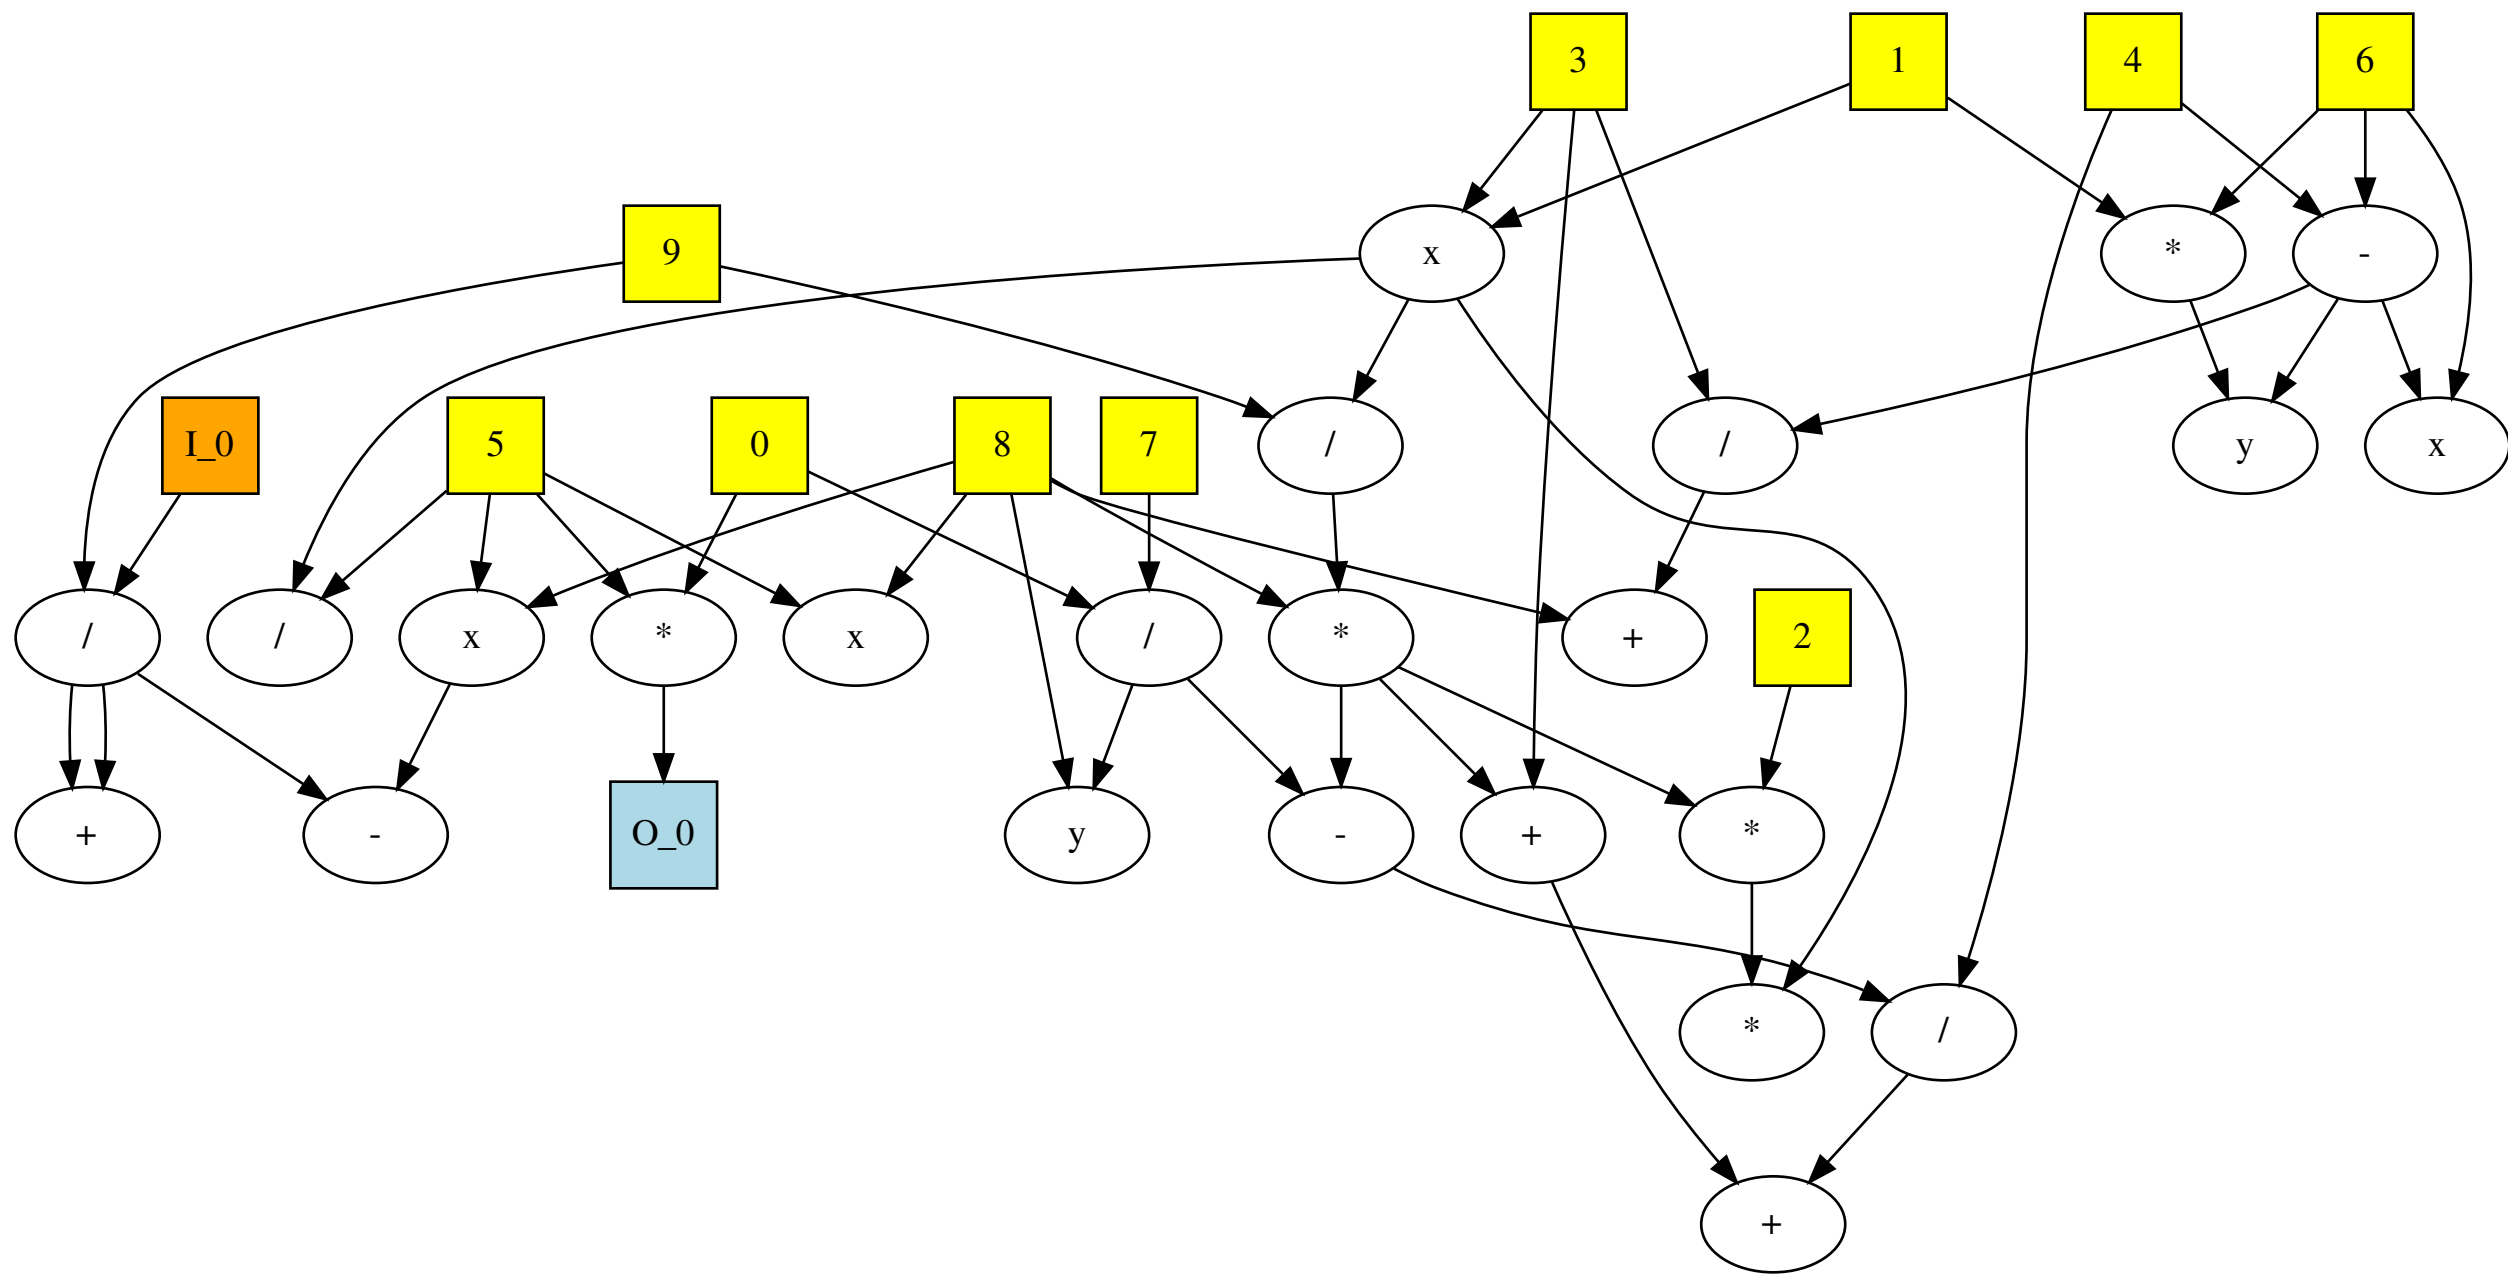 3 1 4 6
9 x * -
I_0 5 0 8 7 / / y x
/ / x * x / * + 2
+ - O_0 y - + *
* /
+